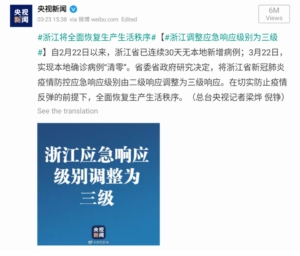 央视新闻
03-23 15:38 via 微博 weibo.com Edited
6M
Views
#浙江将全面恢复生产生活秩序#【#浙江调整应急响应级别为三级
#】自2月22日以来，浙江省已连续30天无本地新增病例；3月22日，
实现本地确诊病例“清零”。省委省政府研究决定，将浙江省新冠肺炎
疫情防控应急响应级别由二级响应调整为三级响应。在切实防止疫情
反弹的前提下，全面恢复生产生活秩序。（总台央视记者梁烨 倪铮）
See the translation
浙江应急响应
级别调整为
三级
央视
新闻